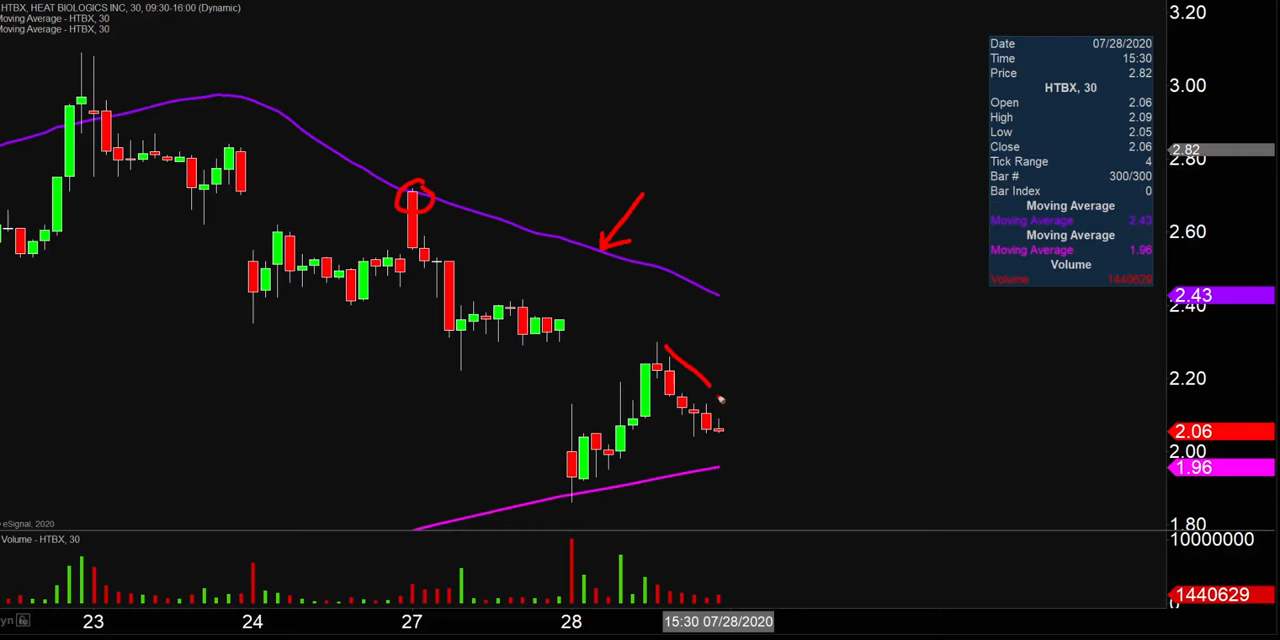 HTBX, HEAT BIOLOGICS INC, 30, 09:30-16:00 (Dynamic)
Moving Average - HTBX, 30
Moving Average - HTBX, 30
3.20
3.00
2.82
2.80
2.60
2.43
2.40
2.20
2.06
2.00
1.96
1.80
Date 07/28/2020
Time 15:30
Price 2.82
HTBX, 30
Open 2.06
High 2.09
Low 2.05
Close 2.06
Tick Range 4
Bar # 300/300
Bar Index 0
Moving Average
Moving Average 2.43
Moving Average
Moving Average 1.96
Volume
Volume 1440629
eSignal, 2020
Volume - HTBX, 30
10000000
1440629
0
yn 23 24 27 28 15:30 07/28/2020